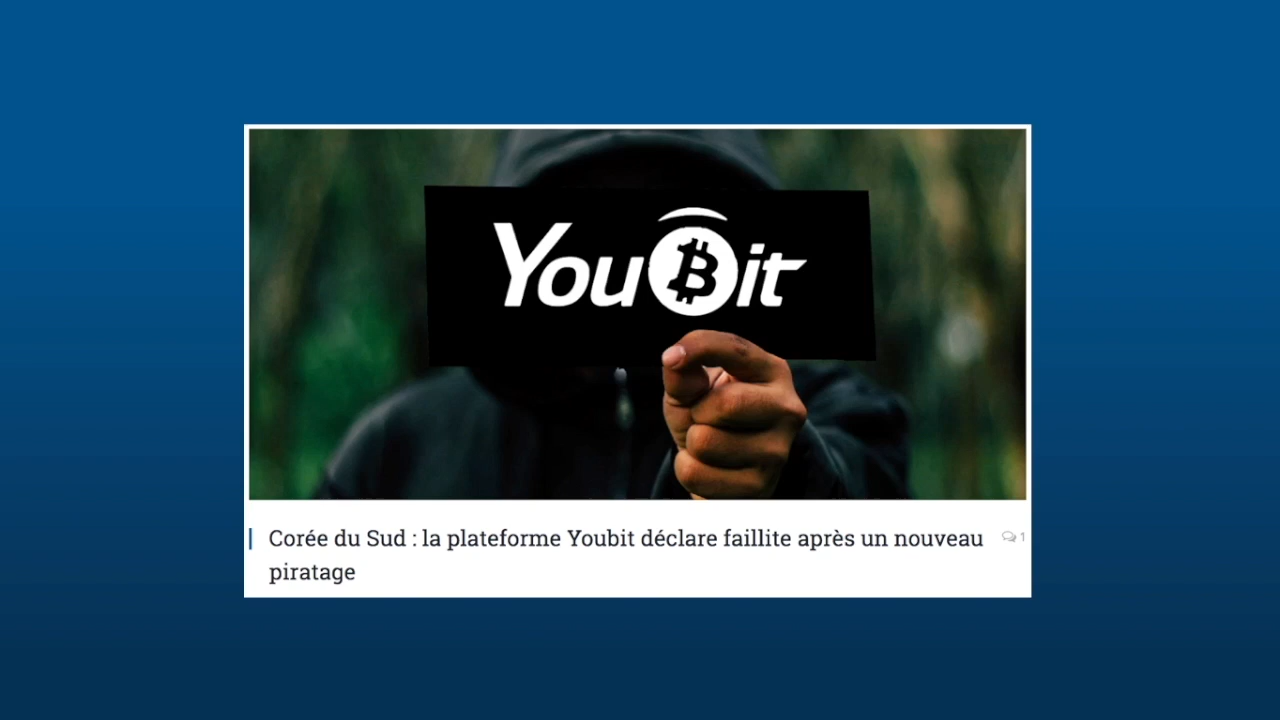 YouBit
Corée du Sud : la plateforme Youbit déclare faillite après un nouveau
1
piratage